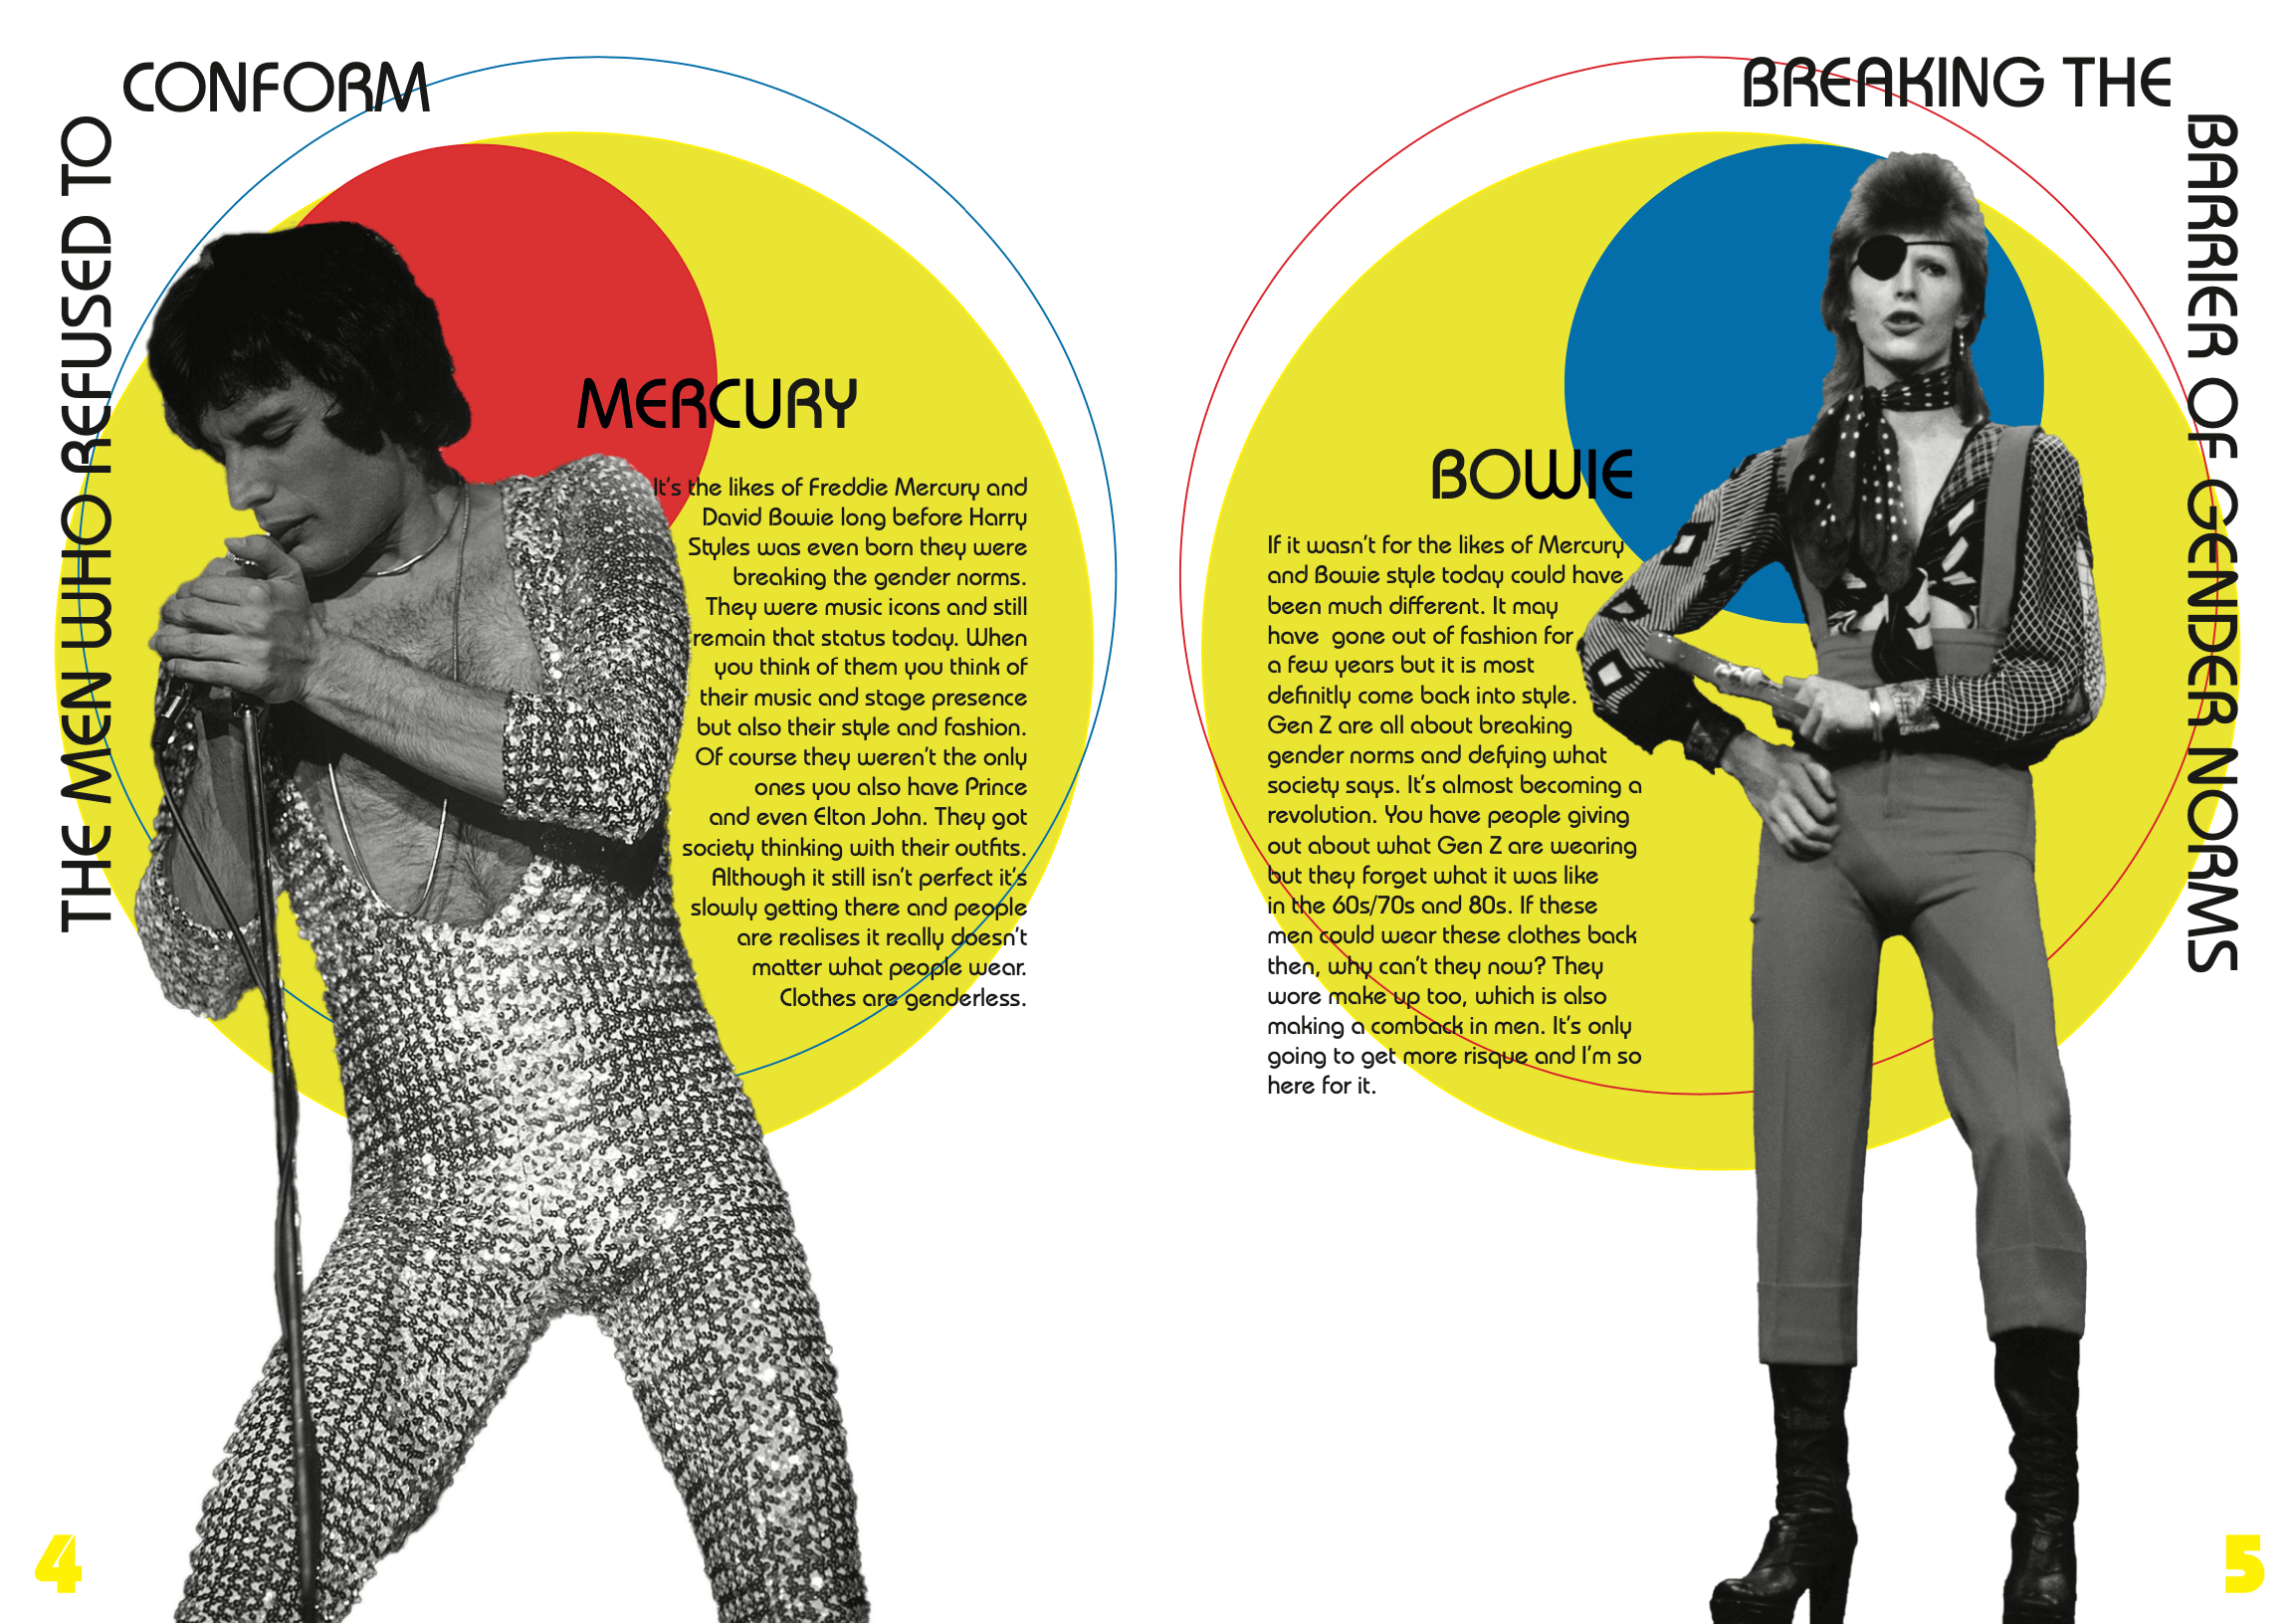 THE MEN WHO REFUSED TO
CONFORM
MERCURY
It's the likes of Freddie Mercury and
David Bowie long before Harry
Styles was even born they were
breaking the gender norms.
They were music icons and still
remain that status today. When
you think of them you think of
their music and stage presence
but also their style and fashion.
Of course they weren't the only
ones you also have Prince
and even Elton John. They got
society thinking with their outfits.
Although it still isn't perfect it's
slowly getting there and people
are realises it really doesn't
matter what people wear.
Clothes are genderless.
4
BREAKING THE
BARRIER OF GENDER NORMS
BOWIE
If it wasn't for the likes of Mercury
and Bowie style today could have
been much different. It may
have  gone out of fashion for
a few years but it is most
definitly come back into style.
Gen Z are all about breaking
gender norms and defying what
society says. It's almost becoming a
revolution. You have people giving
out about what Gen Z are wearing
but they forget what it was like
in the 60s/70s and 80s. If these
men could wear these clothes back
then, why can't they now? They
wore make up too, which is also
making a comback in men. It's only
going to get more risque and I'm so
here for it.
5